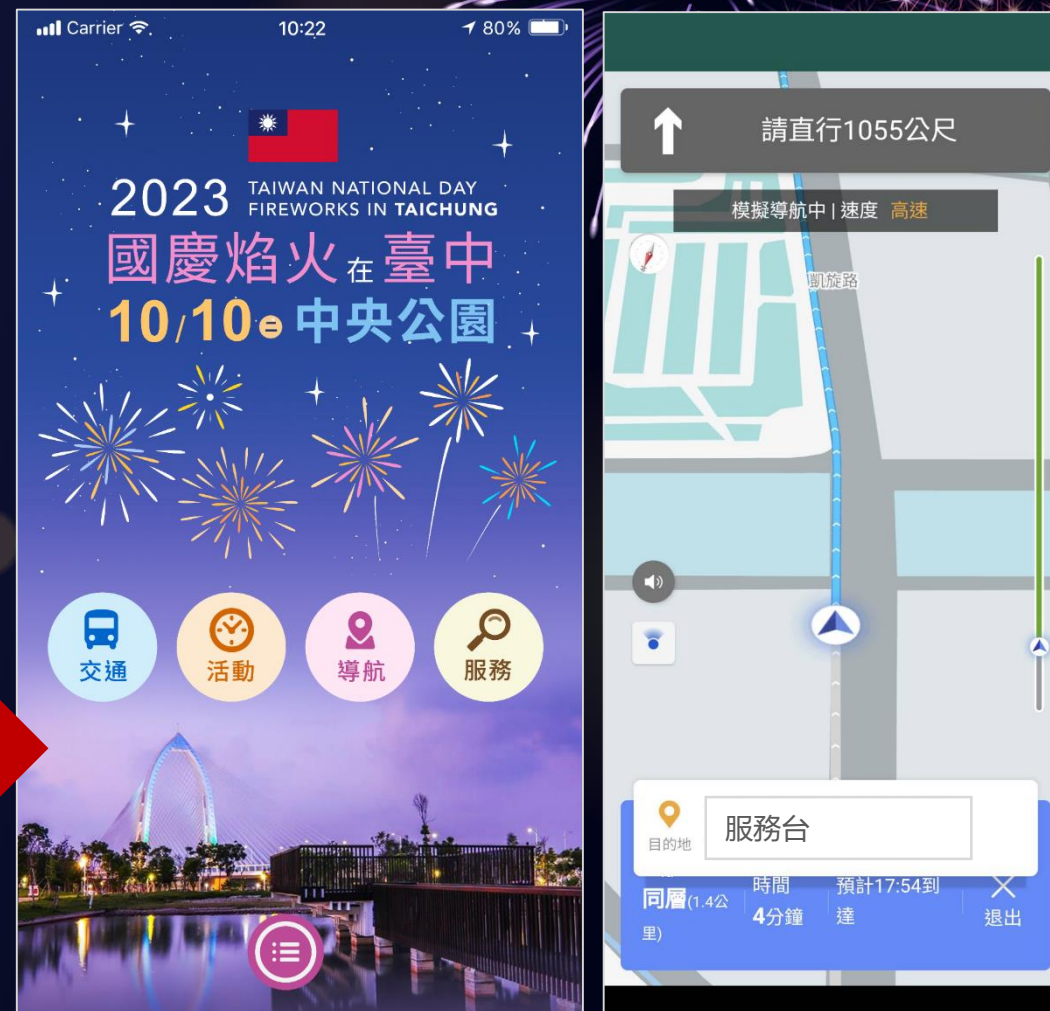 Carrier
10:22
80%
2023
TAIWAN NATIONAL DAY
FIREWORKS IN TAICHUNG
國慶焰火在臺中
10/10 二 中央公園
交通
活動
導航
服務
請直行1055公尺
模擬導航中 | 速度 高速
凱旋路
目的地
服務台
同層(1.4公
里)
時間
4分鐘
預計17:54到
達
退出